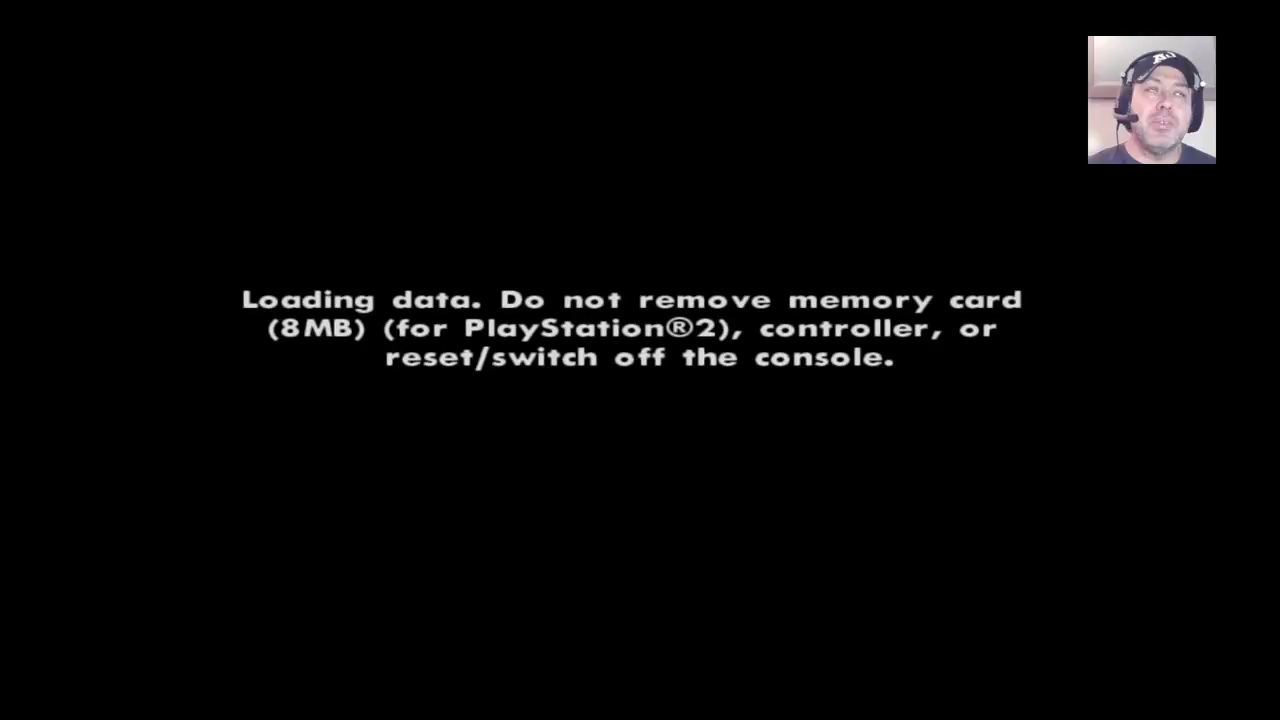 Loading data. Do not remove memory card
(8MB) (for PlayStation®2), controller, or
reset/switch off the console.